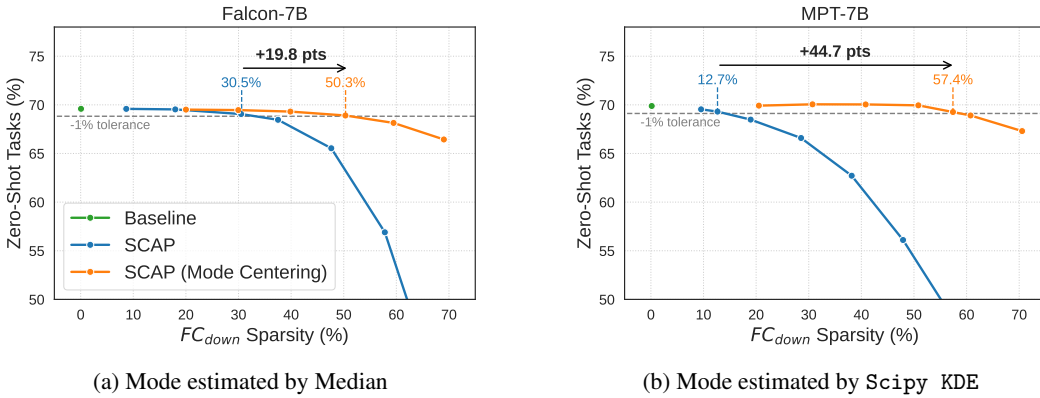 Falcon-7B
+19.8 pts
30.5%
50.3%
-1% tolerance
Zero-Shot Tasks (%)
75
70
65
60
55
50
Baseline
SCAP
SCAP (Mode Centering)
0 10 20 30 40 50 60 70
FC_down Sparsity (%)
(a) Mode estimated by Median
MPT-7B
+44.7 pts
12.7%
57.4%
-1% tolerance
Zero-Shot Tasks (%)
75
70
65
60
55
50
0 10 20 30 40 50 60 70
FC_down Sparsity (%)
(b) Mode estimated by Scipy KDE